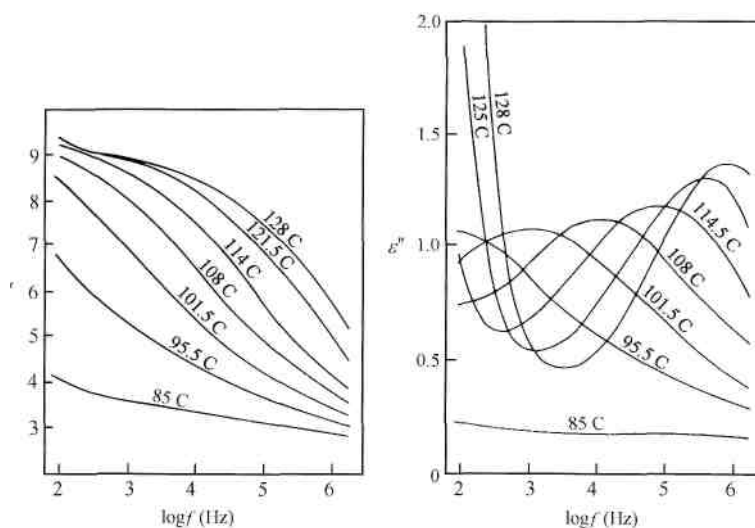 9
8
7
6
5
4
3
2 3 4 5 6
logf (Hz)
128 C
121.5 C
114 C
108 C
101.5 C
95.5 C
85 C
2.0
1.5
1.0
0.5
0
ε"
2 3 4 5 6
logf (Hz)
125 C
128 C
114.5 C
108 C
101.5 C
95.5 C
85 C